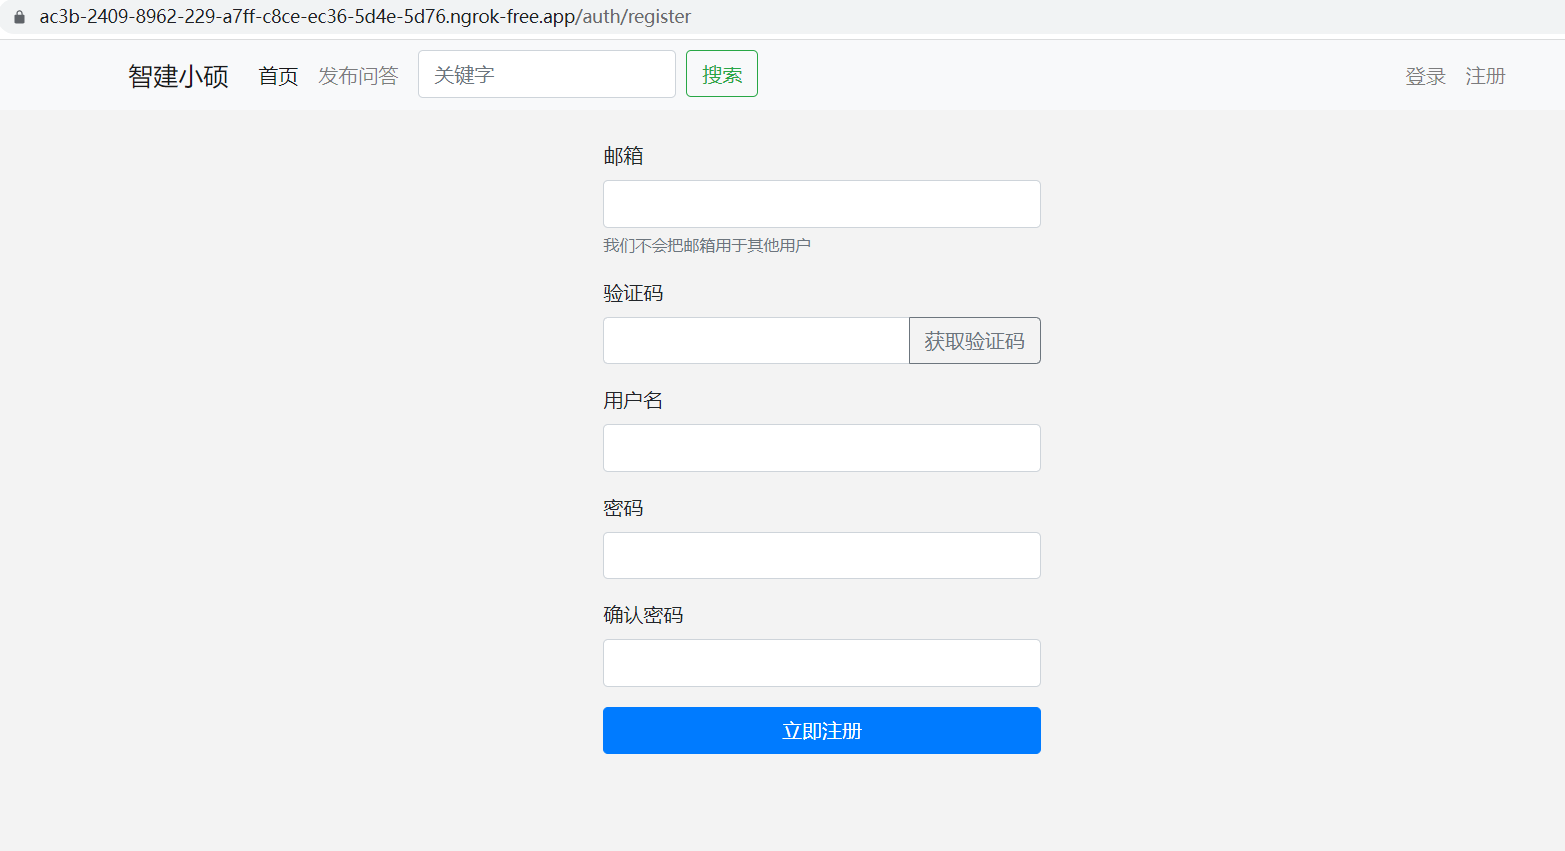 ac3b-2409-8962-229-a7ff-c8ce-ec36-5d4e-5d76.ngrok-free.app/auth/register
智建小硕 首页 发布问答 关键字 搜索 登录 注册
邮箱
我们不会把邮箱用于其他用户
验证码
获取验证码
用户名
密码
确认密码
立即注册